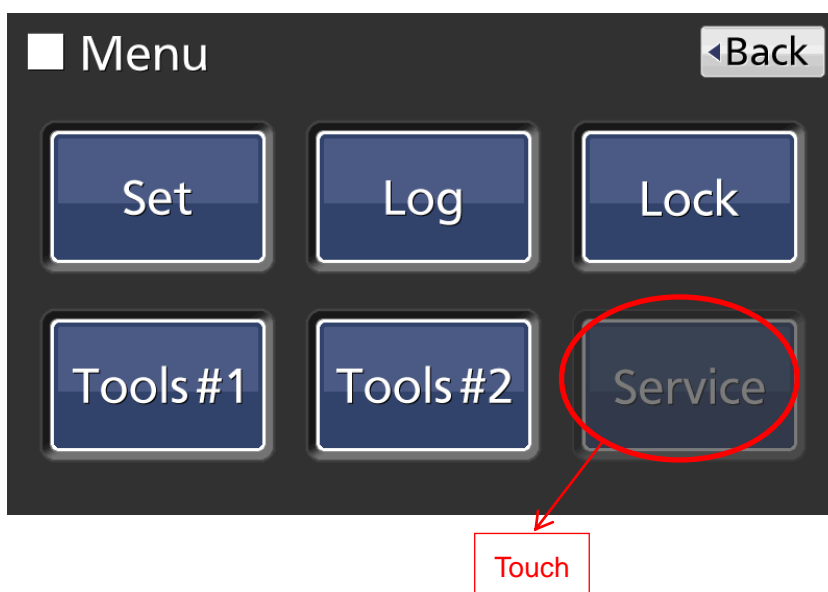 Menu
Back
Set
Log
Lock
Tools #1
Tools #2
Service
Touch